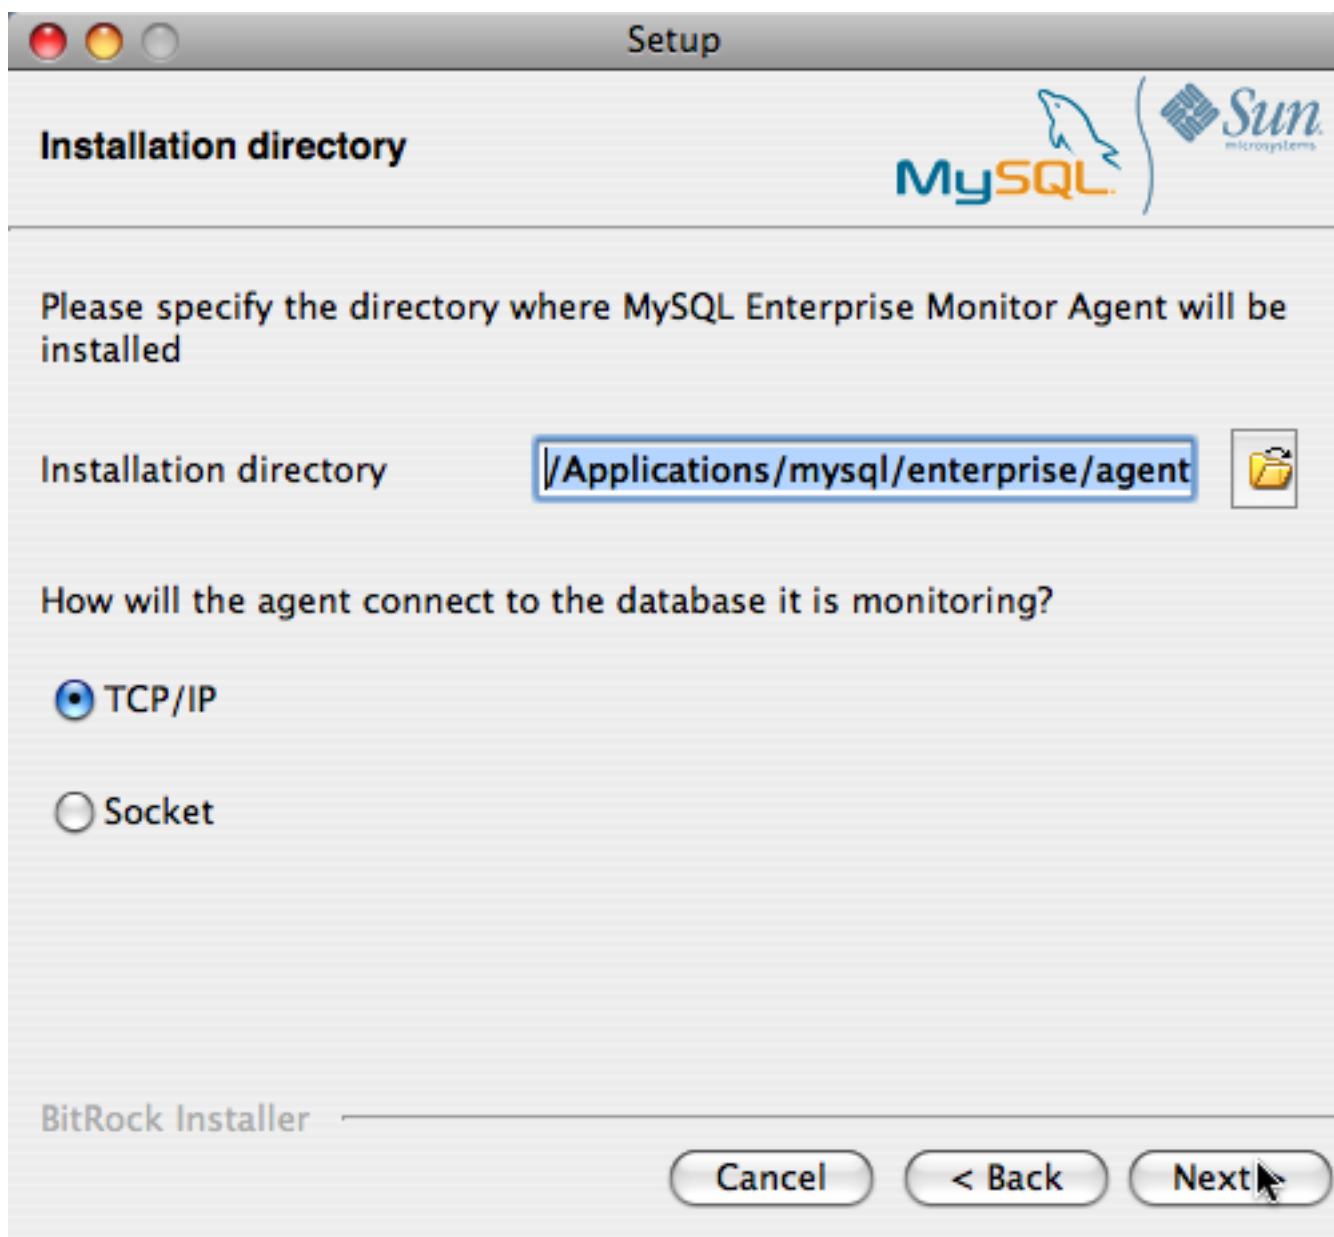 Setup
Installation directory
MySQL
Sun
microsystems
Please specify the directory where MySQL Enterprise Monitor Agent will be
installed
Installation directory /Applications/mysql/enterprise/agent
How will the agent connect to the database it is monitoring?
TCP/IP
Socket
BitRock Installer
Cancel < Back Next >